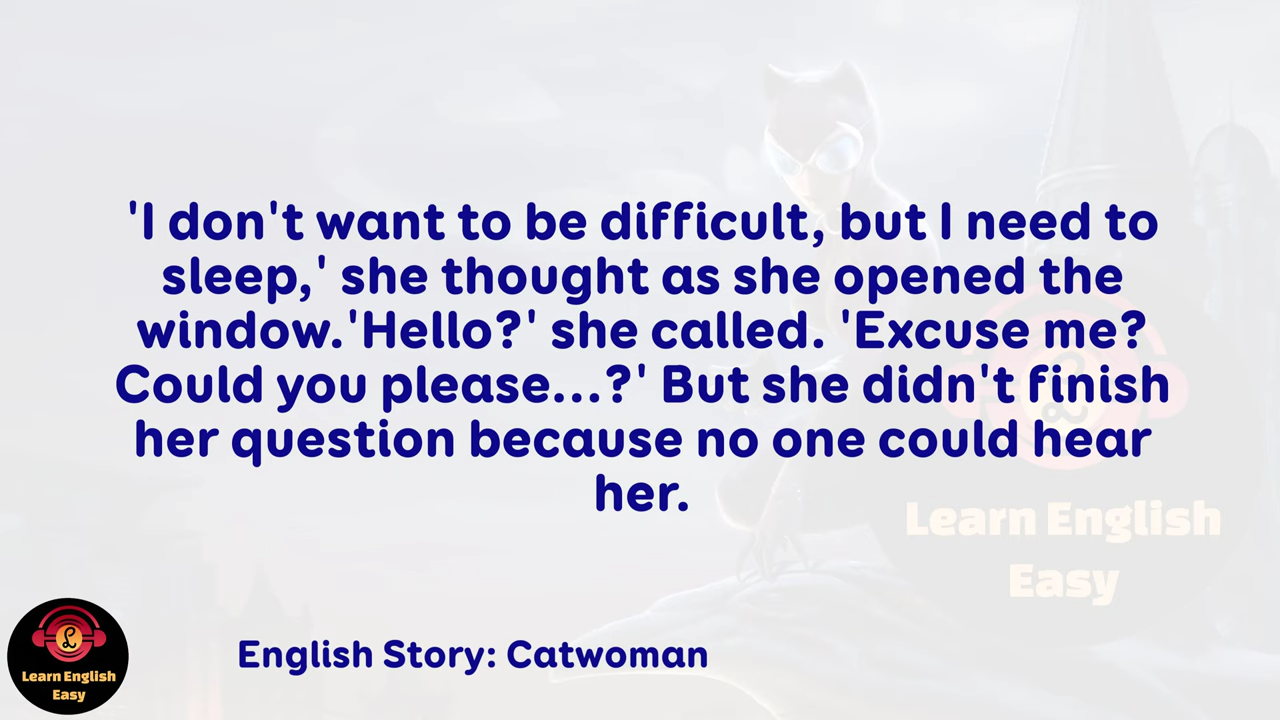 'I don't want to be difficult, but I need to
sleep,' she thought as she opened the
window.'Hello?' she called. 'Excuse me?
Could you please...?' But she didn't finish
her question because no one could hear
her.
Learn English
Easy
English Story: Catwoman
Learn English
Easy